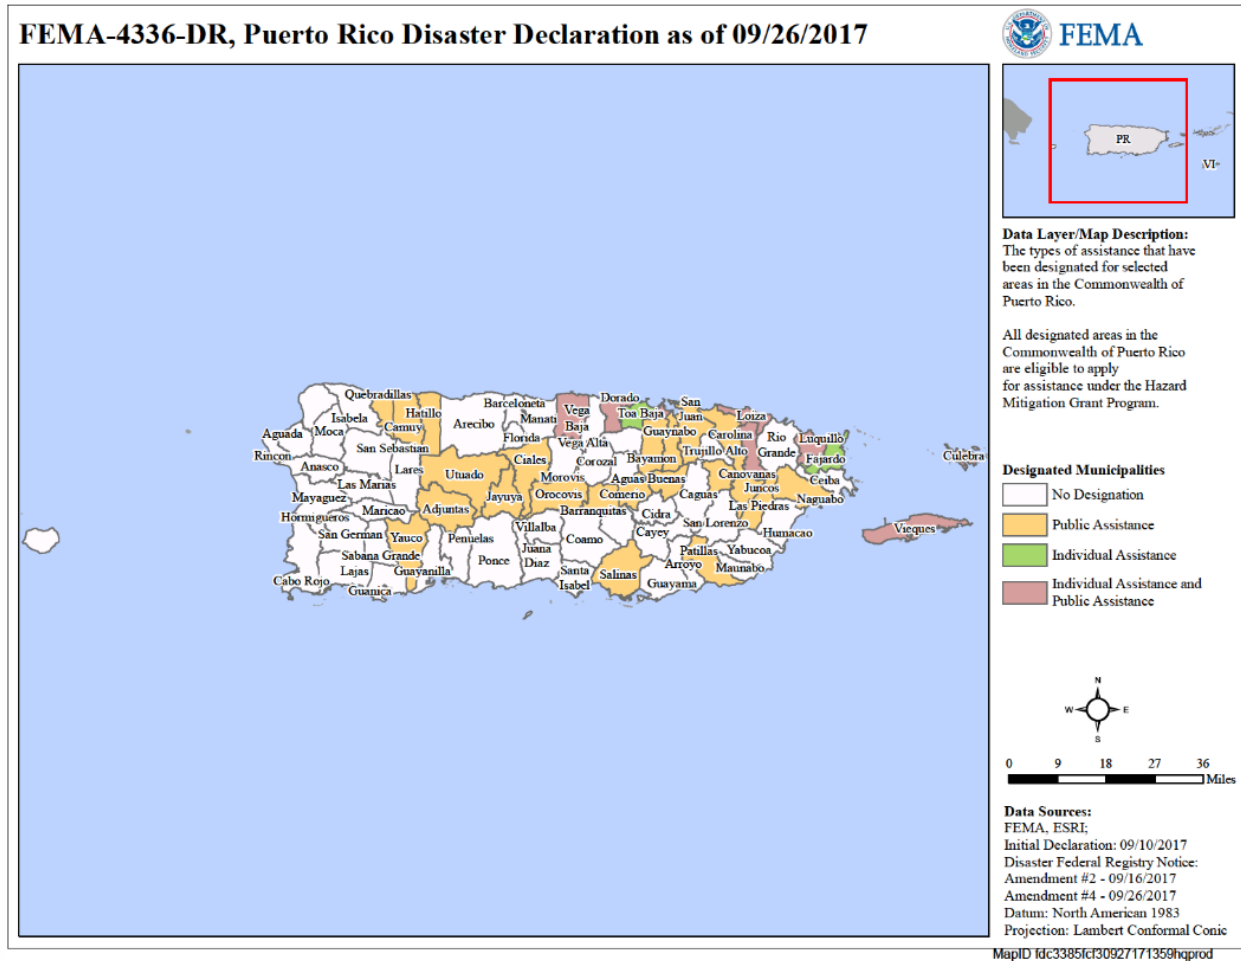 FEMA-4336-DR, Puerto Rico Disaster Declaration as of 09/26/2017
FEMA
PR
VI
Data Layer/Map Description:
The types of assistance that have
been designated for selected
areas in the Commonwealth of
Puerto Rico.
All designated areas in the
Commonwealth of Puerto Rico
are eligible to apply
for assistance under the Hazard
Mitigation Grant Program.
Designated Municipalities
No Designation
Public Assistance
Individual Assistance
Individual Assistance and
Public Assistance
N
W
E
S
0 9 18 27 36
Miles
Data Sources:
FEMA, ESRI;
Initial Declaration: 09/10/2017
Disaster Federal Registry Notice:
Amendment #2 - 09/16/2017
Amendment #4 - 09/26/2017
Datum: North American 1983
Projection: Lambert Conformal Conic
MapID fdc3385fcf30927171359hqprod
Quebradillas
Isabela
Camuy
Hatillo
Arecibo
Barceloneta
Manati
Florida
Vega
Baja
Vega Alta
Dorado
Toa Baja
San
Juan
Guaynabo
Carolina
Loiza
Trujillo Alto
Rio
Grande
Luquillo
Fajardo
Ceiba
Culebra
Aguada
Moca
Rincon
San Sebastian
Anasco
Lares
Las Marias
Utuado
Ciales
Morovis
Corozal
Bayamon
Aguas Buenas
Canovanas
Juncos
Naguabo
Las Piedras
Mayaguez
Maricao
Adjuntas
Jayuya
Orocovis
Comerio
Caguas
Barranquitas
Cidra
San Lorenzo
Humacao
Hormigueros
San German
Yauco
Penuelas
Villalba
Coamo
Cayey
Yabucoa
Sabana Grande
Ponce
Juana
Diaz
Patillas
Arroyo
Maunabo
Lajas
Guayanilla
Santa
Isabel
Salinas
Guayama
Cabo Rojo
Guanica
Vieques